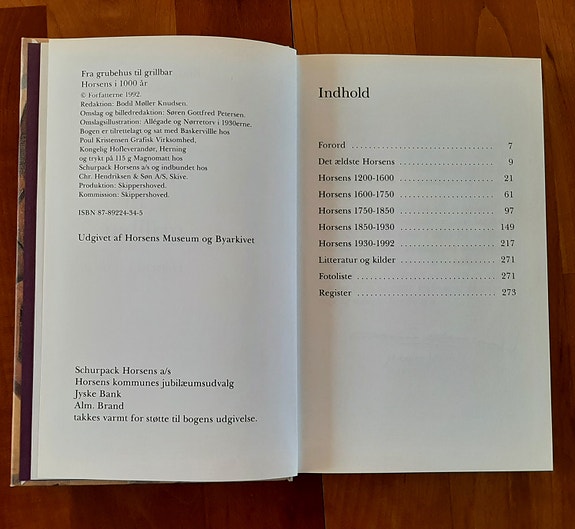 Fra grubehus til grillbar
Horsens i 1000 år
© Forfatterne 1992.
Redaktion: Bodil Møller Knudsen.
Omslag og billedredaktion: Søren Gottfred Petersen.
Omslagsillustration: Allégade og Nørretorv i 1930erne.
Bogen er tilrettelagt og sat med Baskervillle hos
Poul Kristensen Grafisk Virksomhed,
Kongelig Hofleverandør, Herning
og trykt på 115 g Magnomatt hos
Schurpack Horsens a/s og indbundet hos
Chr. Hendriksen & Søn A/S, Skive.
Produktion: Skippershoved.
Kommission: Skippershoved.
ISBN 87-89224-34-5
Udgivet af Horsens Museum og Byarkivet
Schurpack Horsens a/s
Horsens kommunes jubilæumsudvalg
Jyske Bank
Alm. Brand
takkes varmt for støtte til bogens udgivelse.
Indhold
Forord 7
Det ældste Horsens 9
Horsens 1200-1600 21
Horsens 1600-1750 61
Horsens 1750-1850 97
Horsens 1850-1930 149
Horsens 1930-1992 217
Litteratur og kilder 271
Fotoliste 271
Register 273